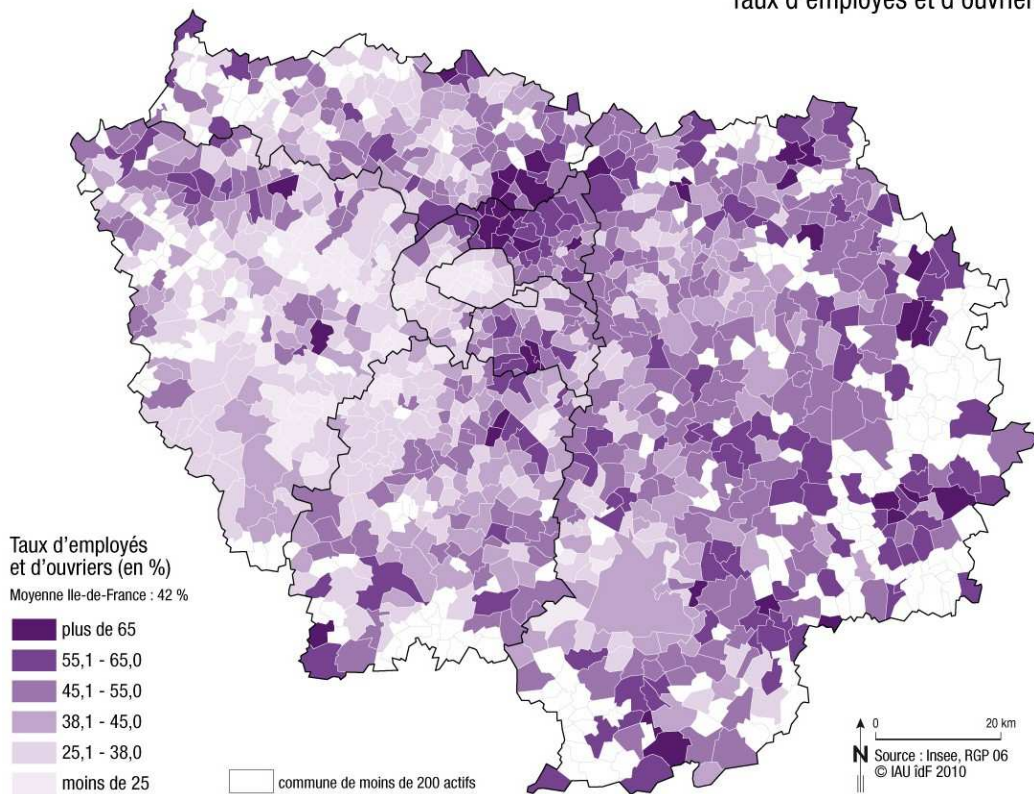 Taux d'employés et d'ouvrier
Taux d'employés
et d'ouvriers (en %)
Moyenne Ile-de-France : 42 %
plus de 65
55,1 - 65,0
45,1 - 55,0
38,1 - 45,0
25,1 - 38,0
moins de 25
commune de moins de 200 actifs
0 20 km
N
Source : Insee, RGP 06
© IAU îdF 2010